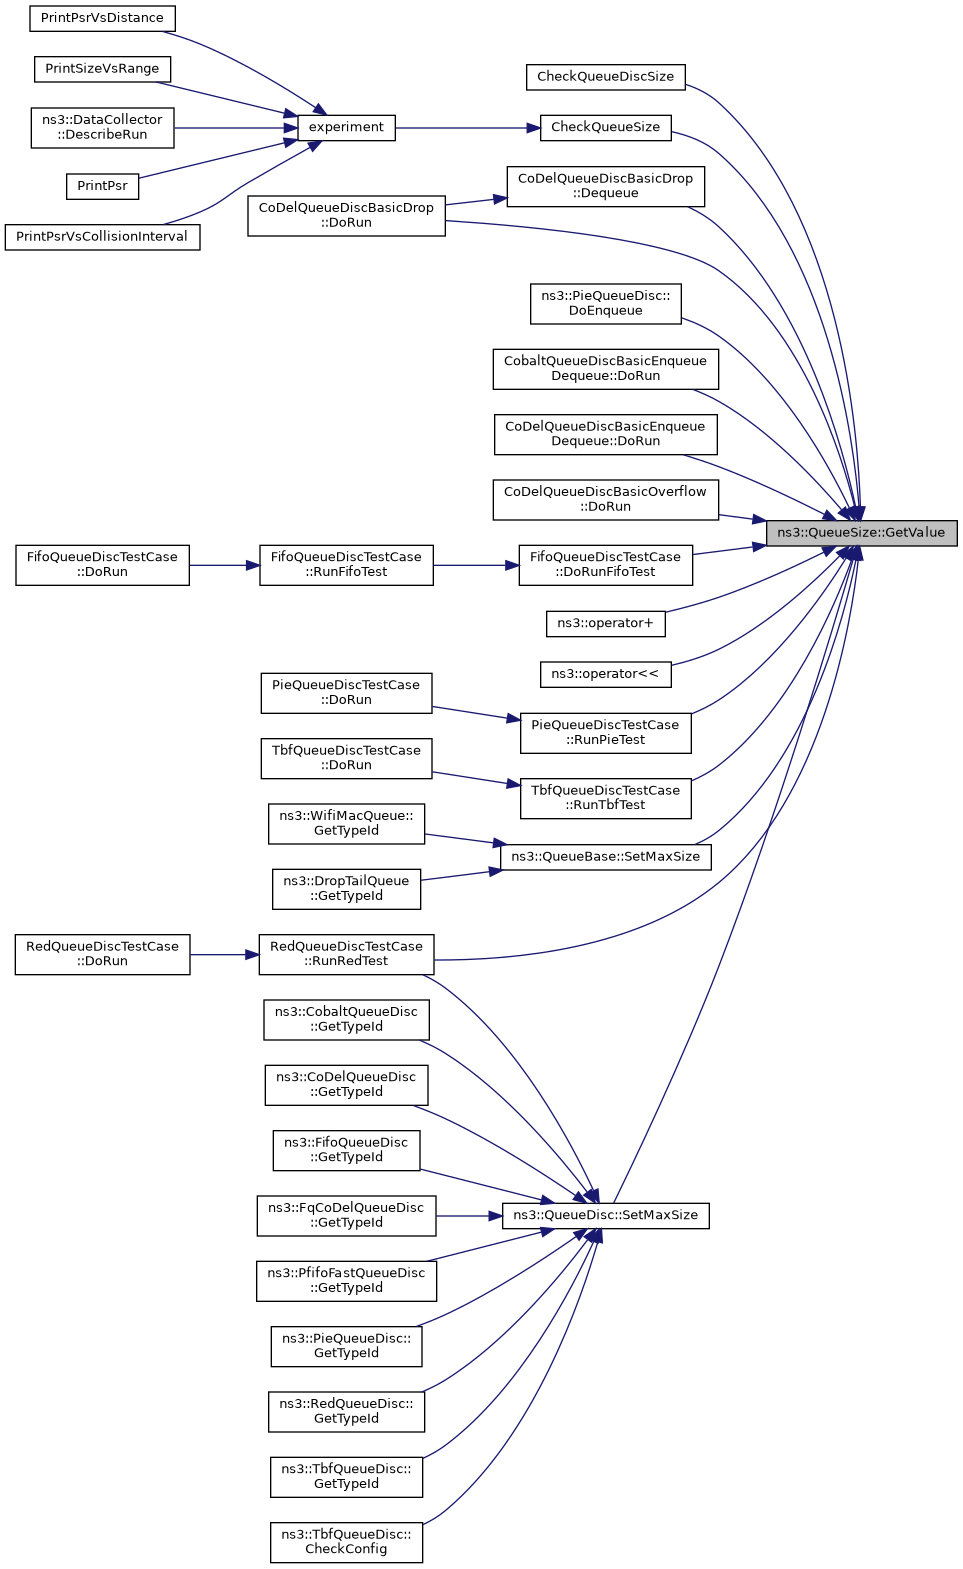 PrintPsrVsDistance
PrintSizeVsRange
ns3::DataCollector
::DescribeRun
PrintPsr
PrintPsrVsCollisionInterval
experiment
CoDelQueueDiscBasicDrop
::DoRun
CheckQueueDiscSize
CheckQueueSize
CoDelQueueDiscBasicDrop
::Dequeue
ns3::PieQueueDisc::
DoEnqueue
CobaltQueueDiscBasicEnqueue
Dequeue::DoRun
CoDelQueueDiscBasicEnqueue
Dequeue::DoRun
CoDelQueueDiscBasicOverflow
::DoRun
ns3::QueueSize::GetValue
FifoQueueDiscTestCase
::DoRun
FifoQueueDiscTestCase
::RunFifoTest
FifoQueueDiscTestCase
::DoRunFifoTest
ns3::operator+
ns3::operator<<
PieQueueDiscTestCase
::DoRun
PieQueueDiscTestCase
::RunPieTest
TbfQueueDiscTestCase
::DoRun
TbfQueueDiscTestCase
::RunTbfTest
ns3::WifiMacQueue::
GetTypeId
ns3::QueueBase::SetMaxSize
ns3::DropTailQueue
::GetTypeId
RedQueueDiscTestCase
::DoRun
RedQueueDiscTestCase
::RunRedTest
ns3::CobaltQueueDisc
::GetTypeId
ns3::CoDelQueueDisc
::GetTypeId
ns3::FifoQueueDisc
::GetTypeId
ns3::FqCoDelQueueDisc
::GetTypeId
ns3::QueueDisc::SetMaxSize
ns3::PfifoFastQueueDisc
::GetTypeId
ns3::PieQueueDisc::
GetTypeId
ns3::RedQueueDisc::
GetTypeId
ns3::TbfQueueDisc::
GetTypeId
ns3::TbfQueueDisc::
CheckConfig